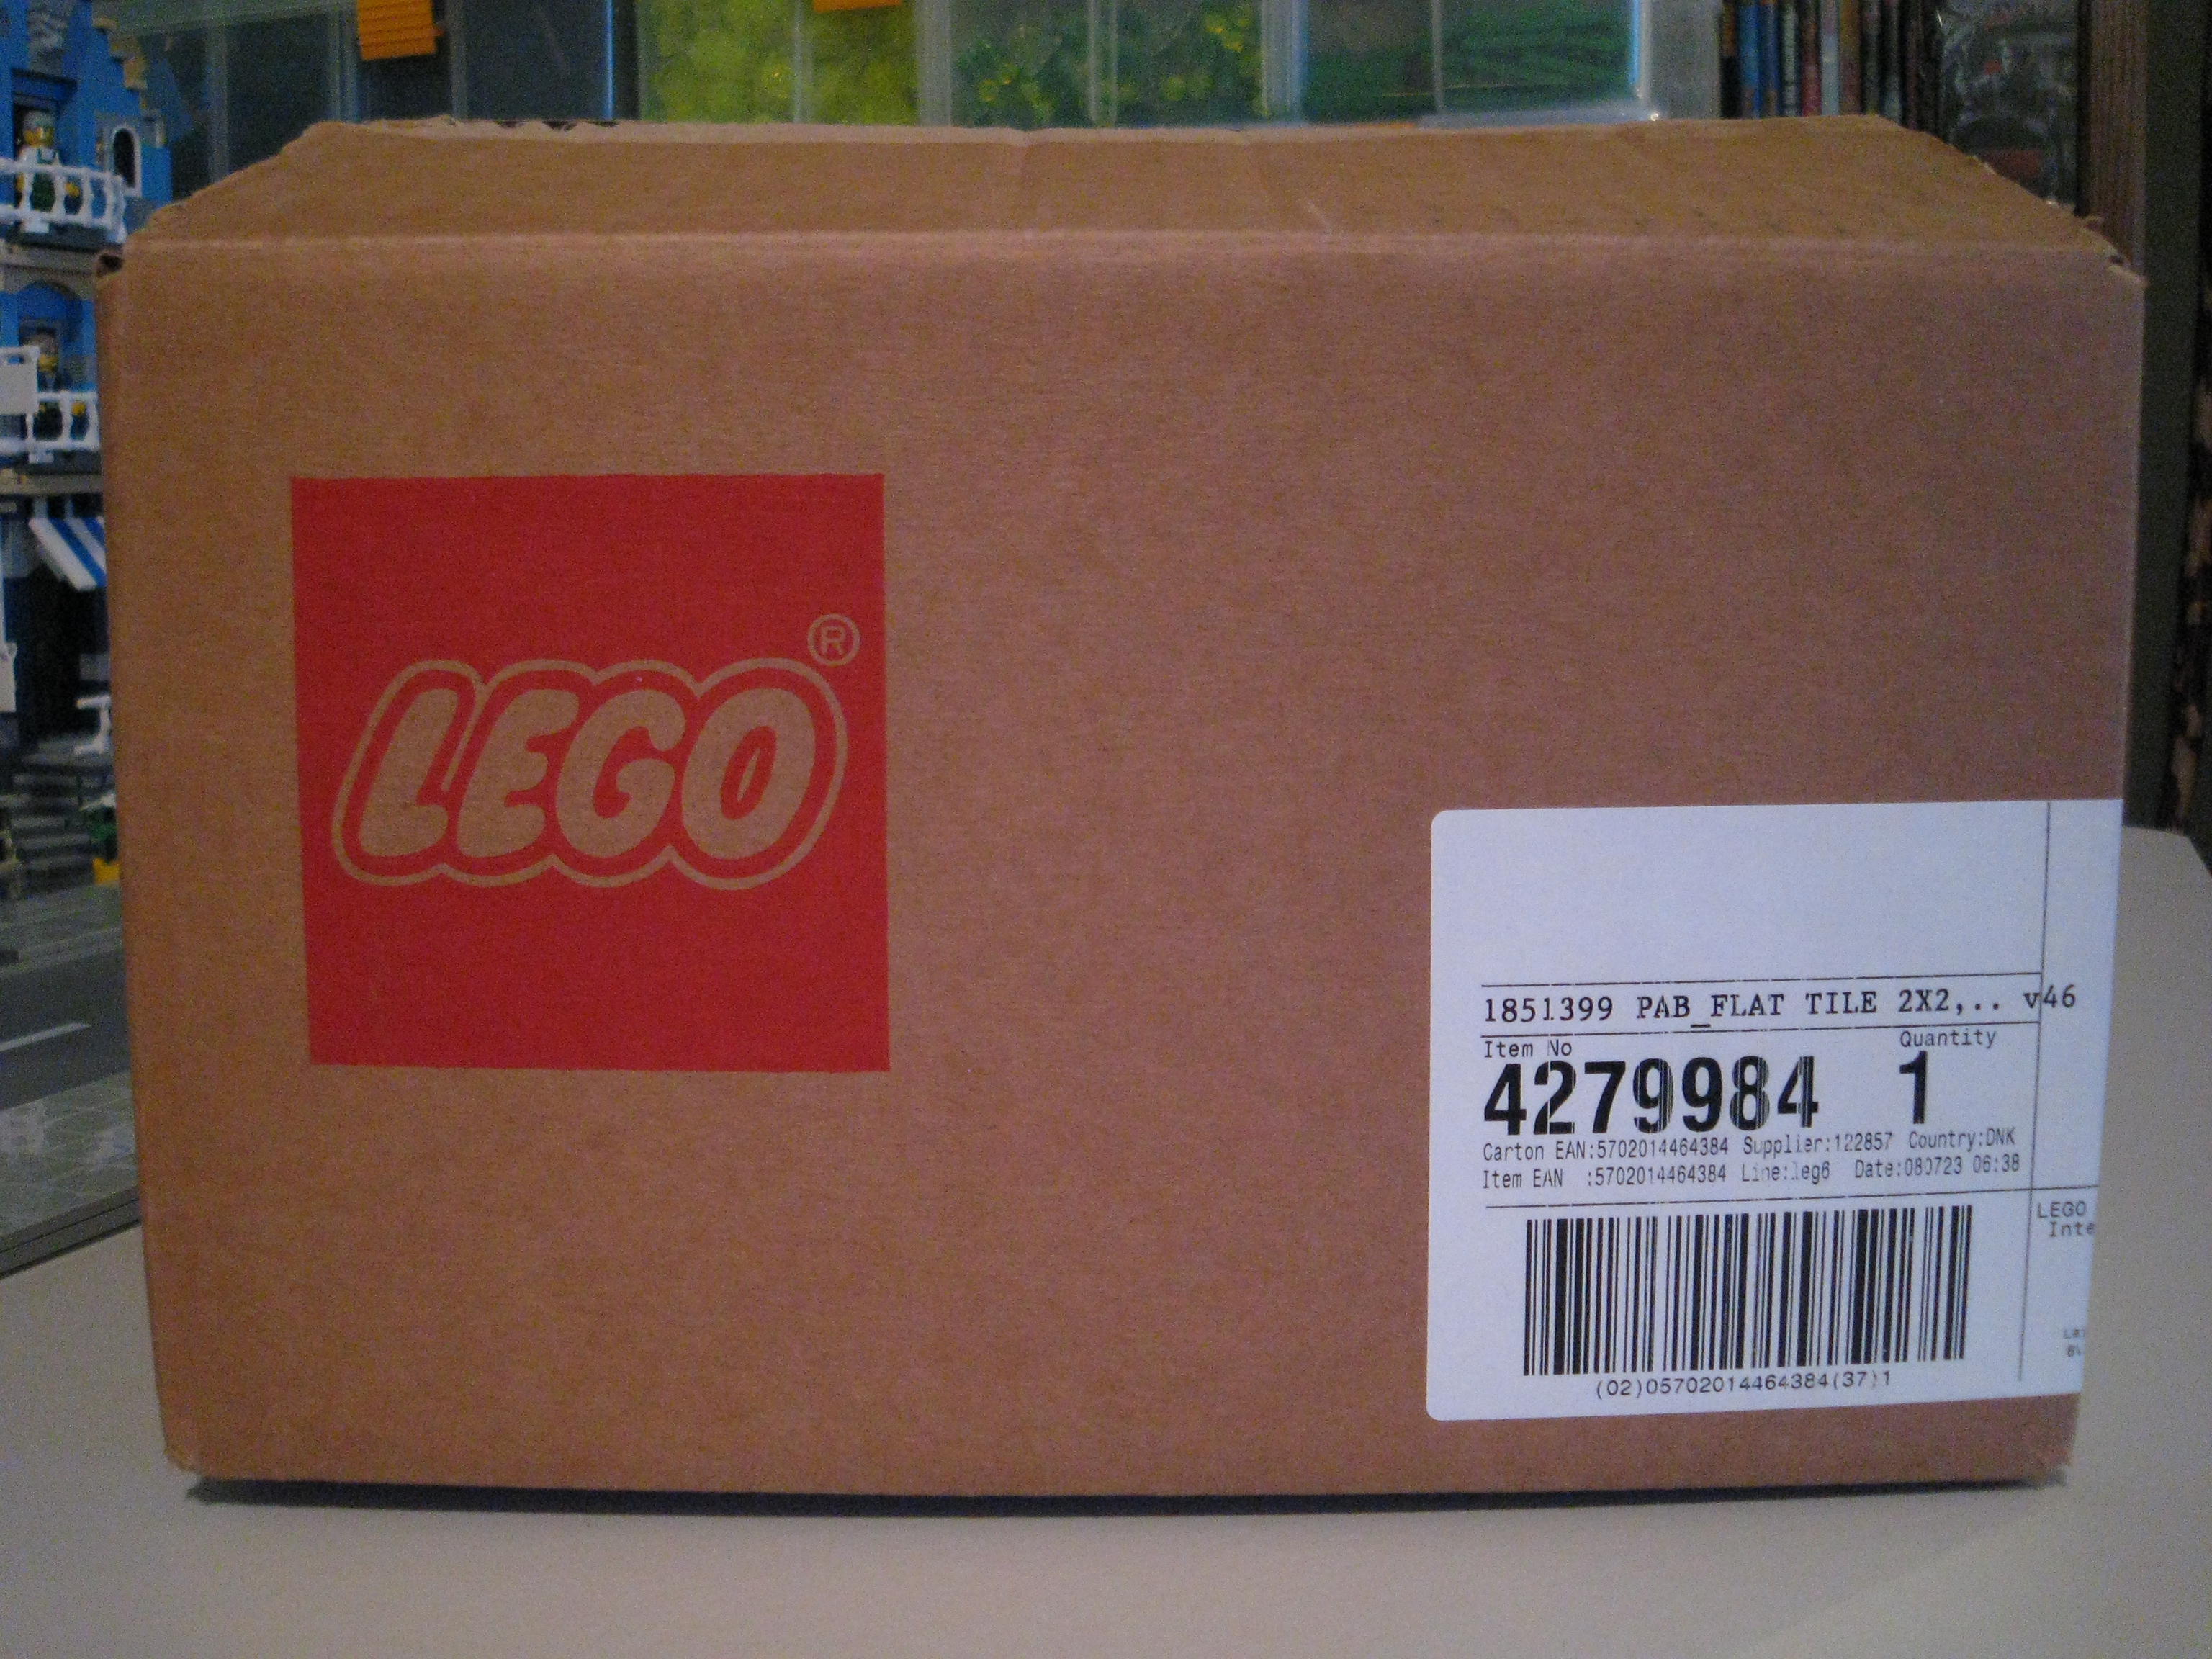 LEGO®
1851399 PAB_FLAT TILE 2X2,.. v46
Item No Quantity
4279984 1
Carton EAN:5702014464384 Supplier:122857 Country:DNK
Item EAN :5702014464384 Line:leg6 Date:080723 06:38
LEGO
Inte
(02)05702014464384(37)1